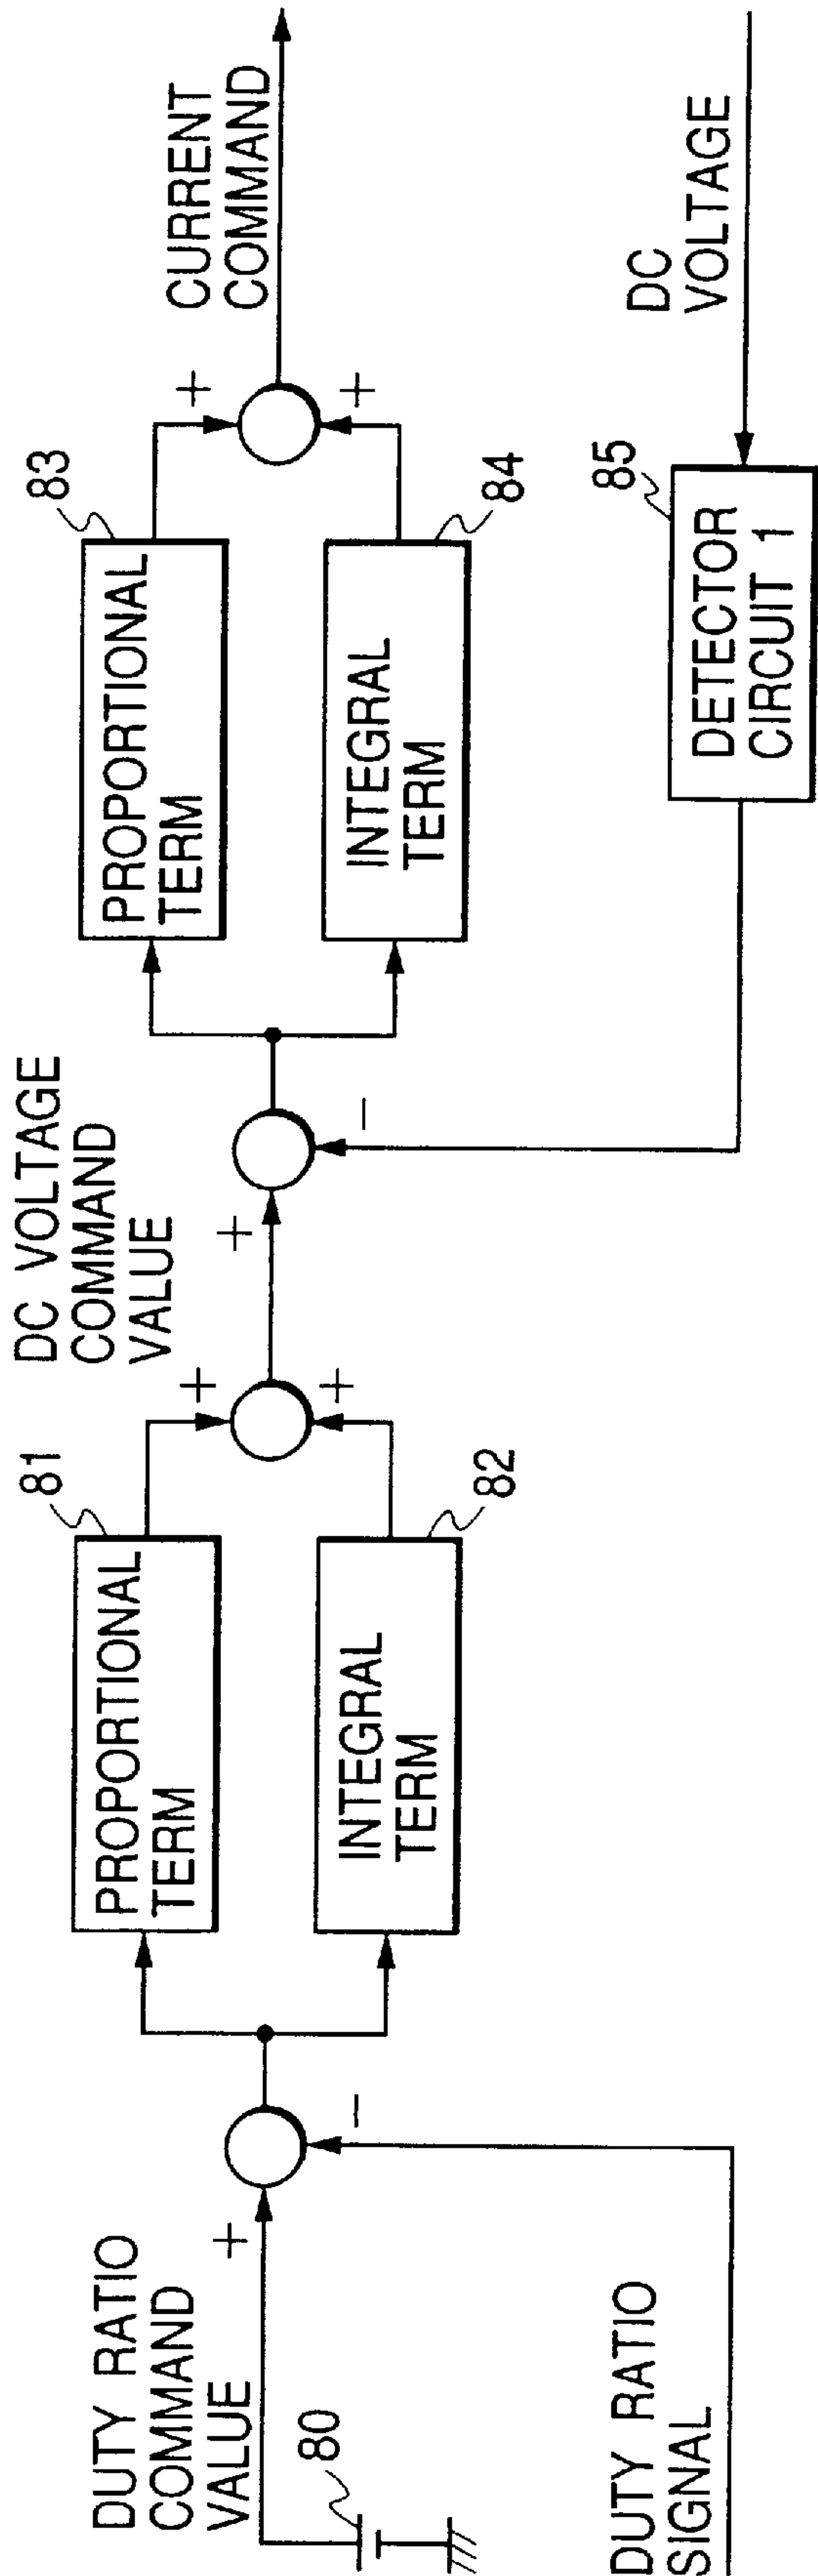 DUTY RATIO
COMMAND
VALUE
+
80
DUTY RATIO
SIGNAL
−
PROPORTIONAL
TERM
81
INTEGRAL
TERM
82
+
+
DC VOLTAGE
COMMAND
VALUE
+
−
PROPORTIONAL
TERM
83
INTEGRAL
TERM
84
+
+
CURRENT
COMMAND
DETECTOR
CIRCUIT 1
85
DC
VOLTAGE